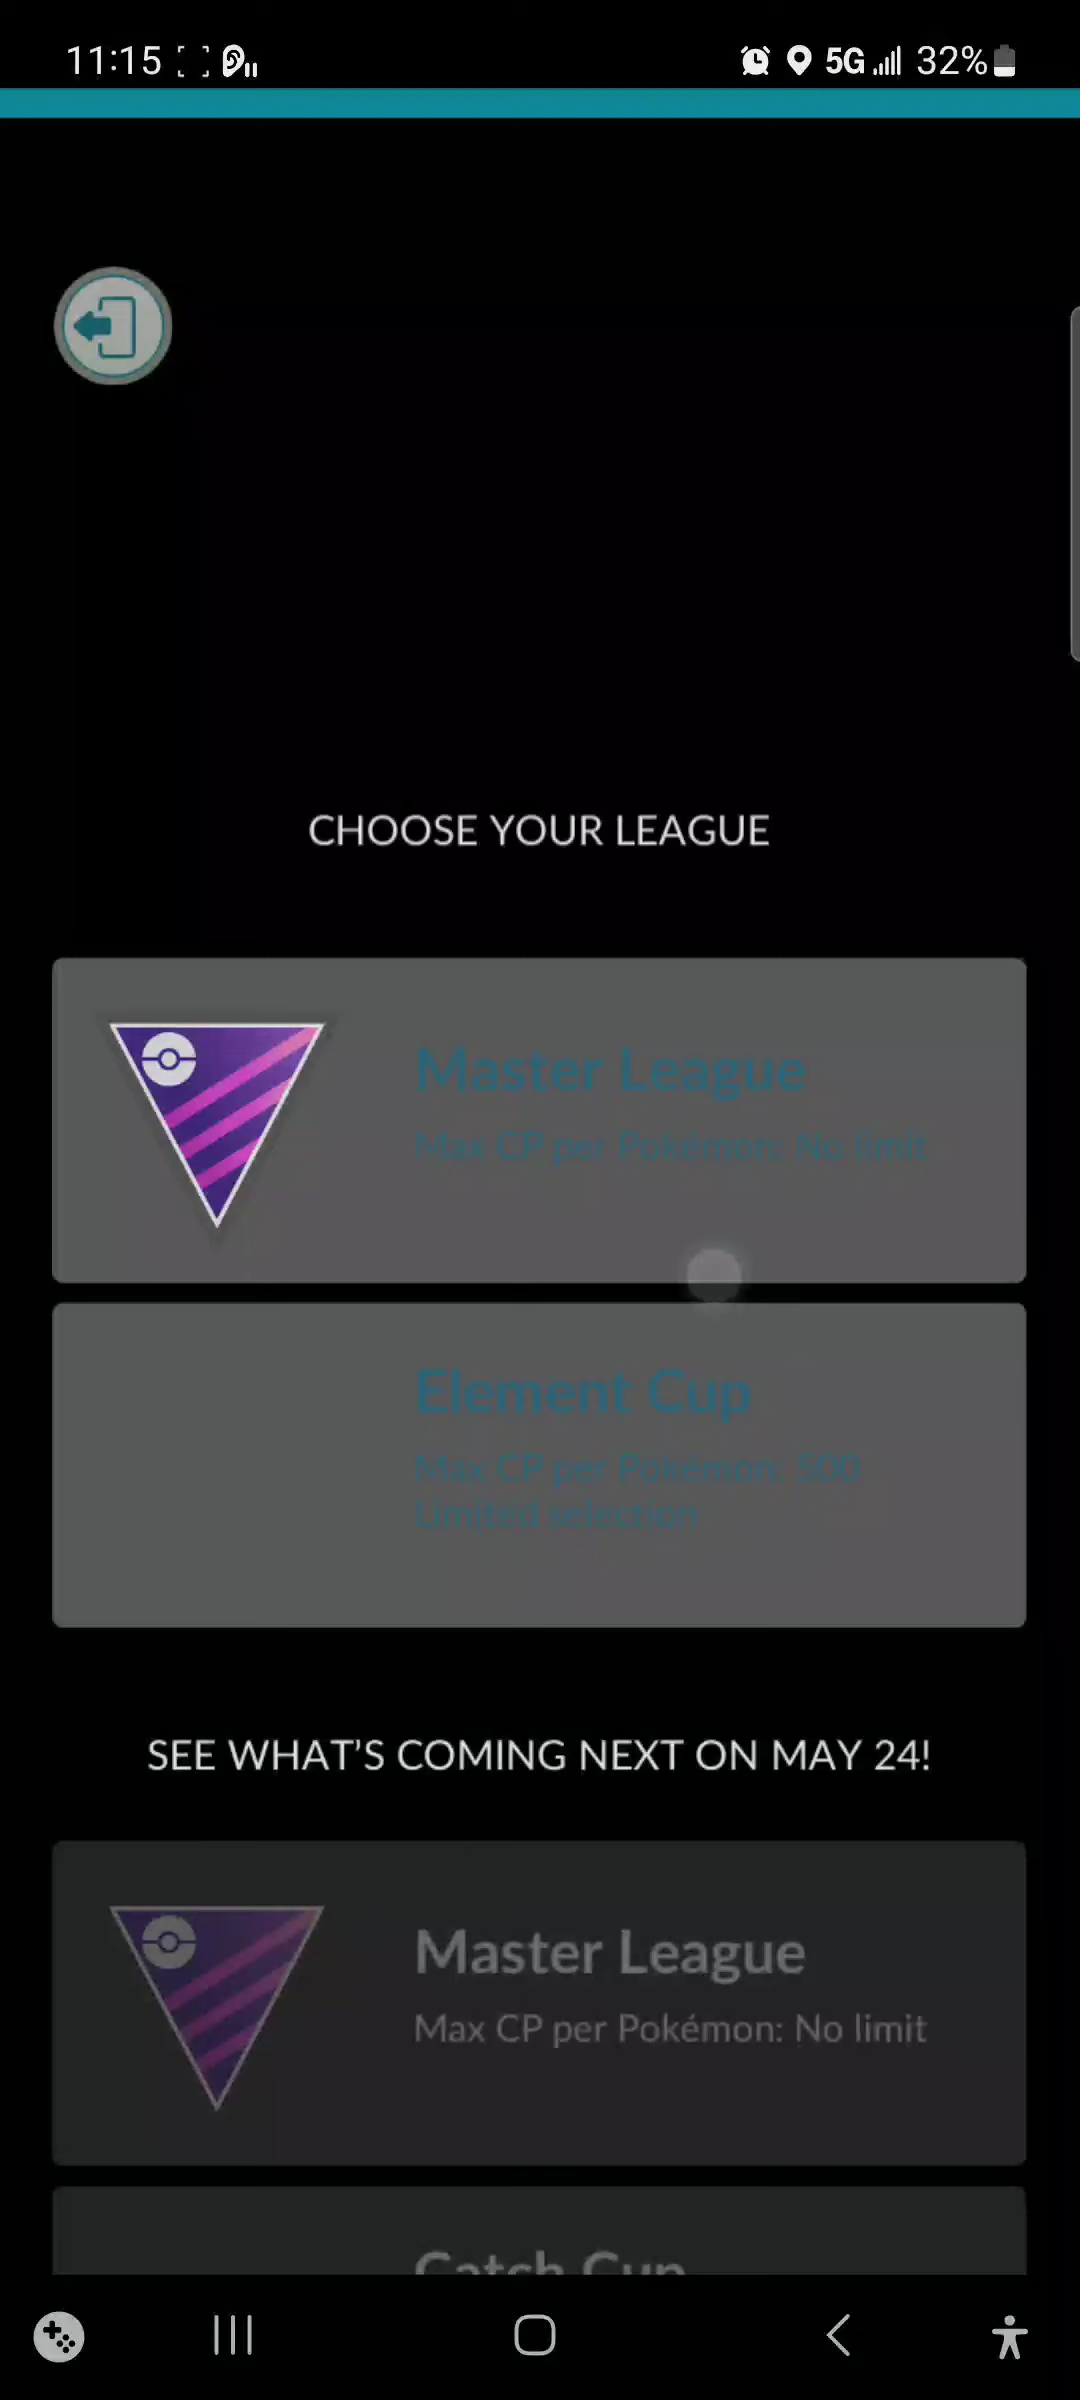 11:15
5G 32%
CHOOSE YOUR LEAGUE
Master League
Max CP per Pokémon: No limit
Element Cup
Max CP per Pokémon: 500
Limited selection
SEE WHAT'S COMING NEXT ON MAY 24!
Master League
Max CP per Pokémon: No limit
Catch Cup